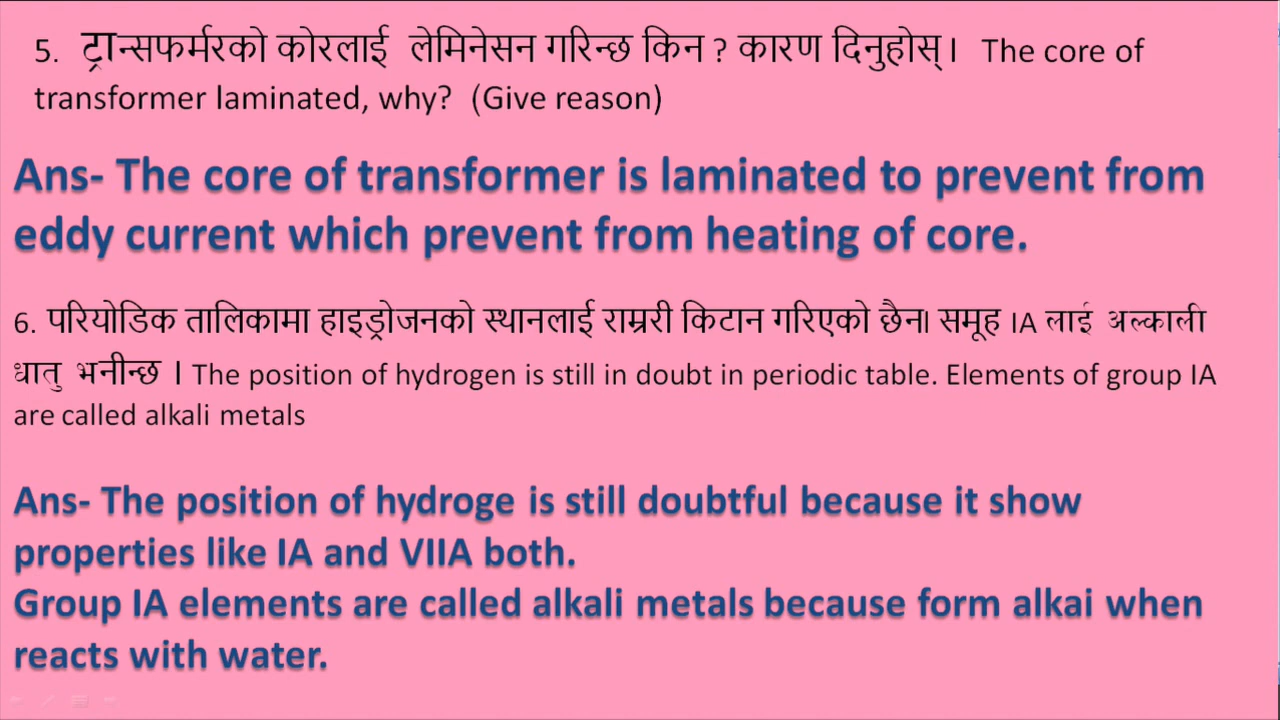 5. ट्रान्सफर्मरको कोरलाई लेमिनेसन गरिन्छ किन ? कारण दिनुहोस् । The core of
transformer laminated, why? (Give reason)
Ans- The core of transformer is laminated to prevent from
eddy current which prevent from heating of core.
6. परियोडिक तालिकामा हाइड्रोजनको स्थानलाई राम्ररी किटान गरिएको छैन। समूह IA लाई अल्काली
धातु भनीन्छ । The position of hydrogen is still in doubt in periodic table. Elements of group IA
are called alkali metals
Ans- The position of hydroge is still doubtful because it show
properties like IA and VIIA both.
Group IA elements are called alkali metals because form alkai when
reacts with water.